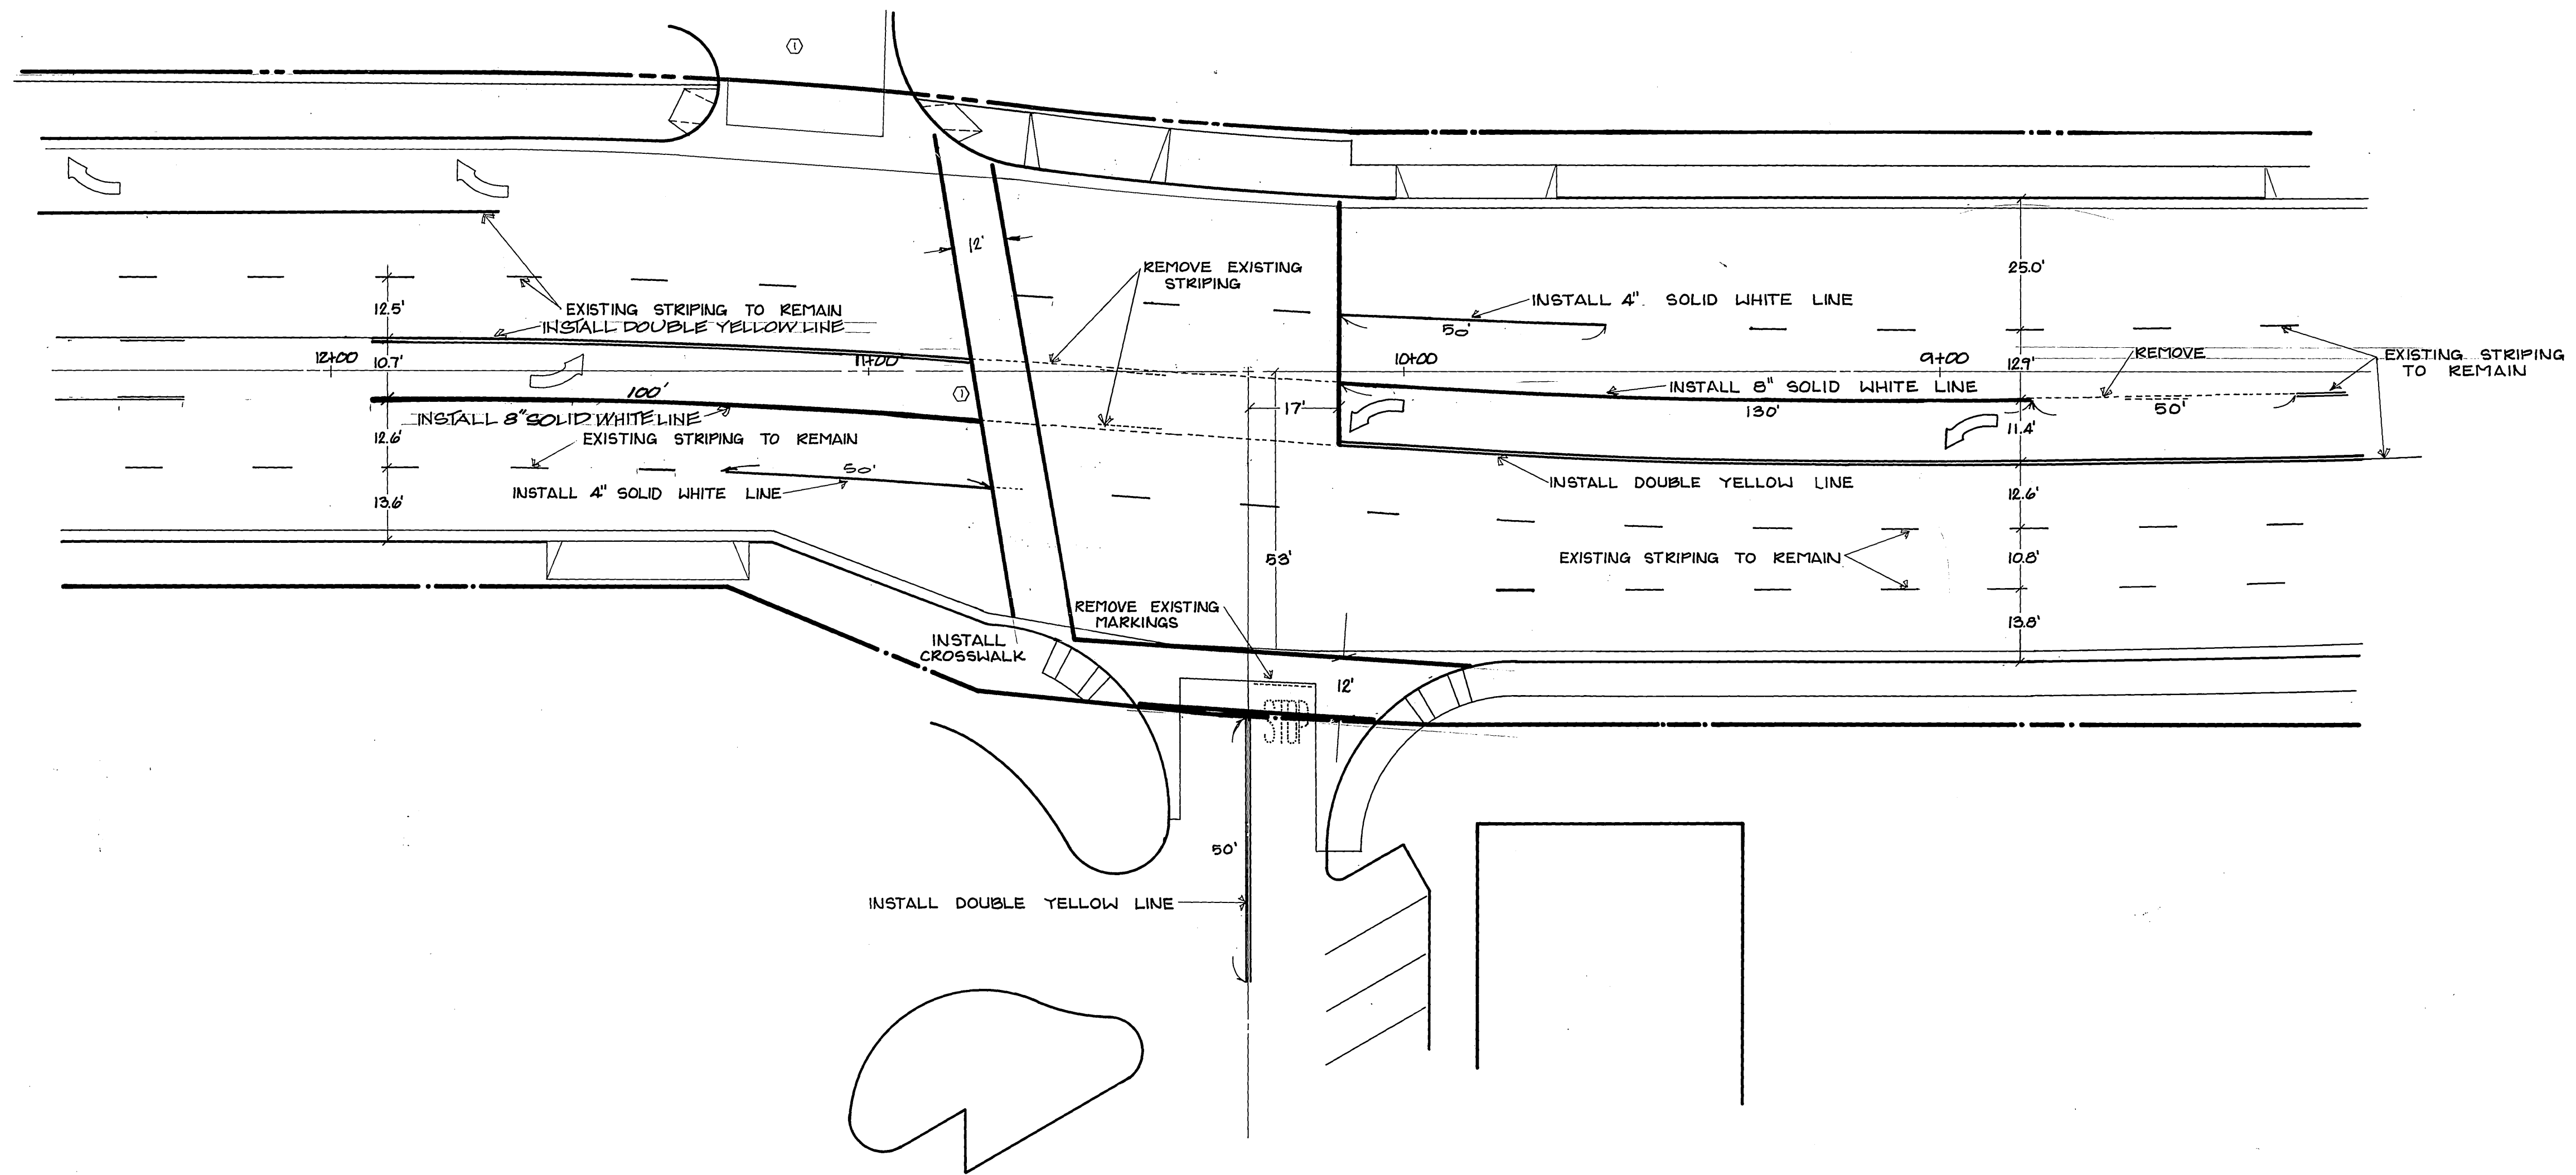 1
12'
REMOVE EXISTING
STRIPING
25.0'
INSTALL 4" SOLID WHITE LINE
50'
12.5'
EXISTING STRIPING TO REMAIN
INSTALL DOUBLE YELLOW LINE
12+00
10.7'
11+00
10+00
9+00
12.9'
REMOVE
EXISTING STRIPING
TO REMAIN
100'
1
INSTALL 8" SOLID WHITE LINE
17'
INSTALL 8" SOLID WHITE LINE
130'
50'
11.4'
12.6'
EXISTING STRIPING TO REMAIN
50'
INSTALL 4" SOLID WHITE LINE
13.6'
INSTALL DOUBLE YELLOW LINE
12.6'
53'
EXISTING STRIPING TO REMAIN
10.8'
REMOVE EXISTING
MARKINGS
13.8'
INSTALL
CROSSWALK
12'
STOP
50'
INSTALL DOUBLE YELLOW LINE